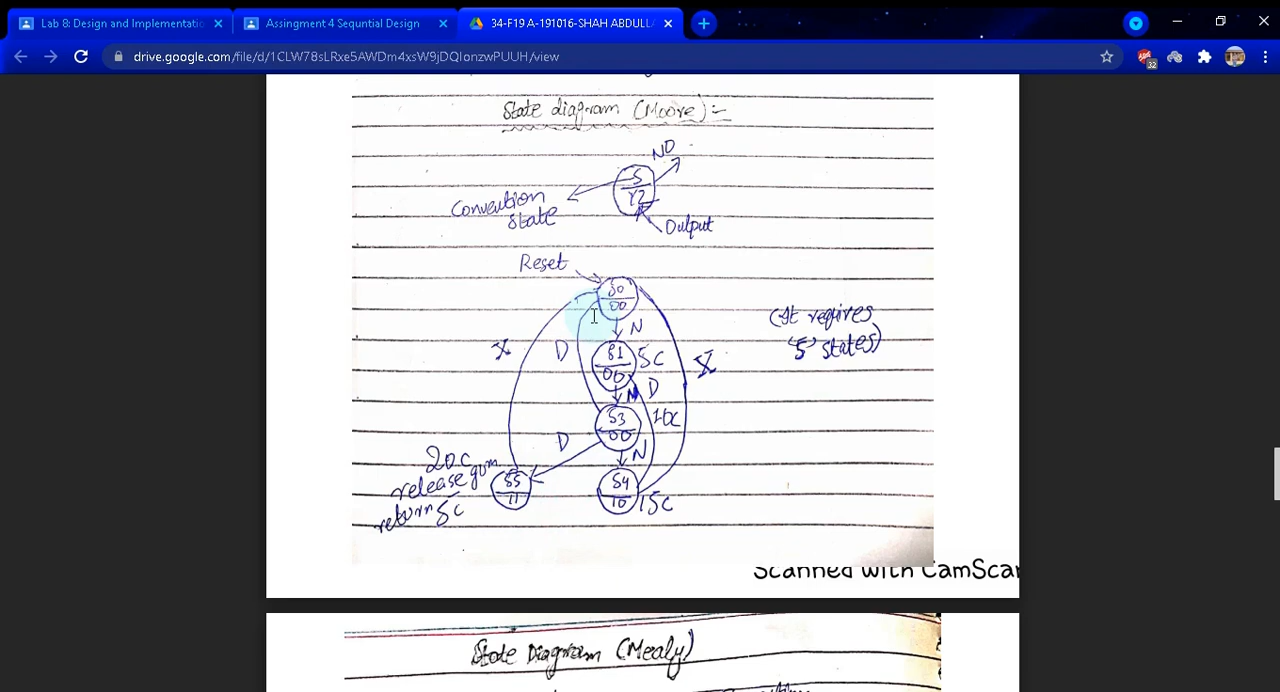 Lab 8: Design and Implementatio
Assingment 4 Sequntial Design
34-F19 A-191016-SHAH ABDULL
drive.google.com/file/d/1CLW78sLRxe5AWDm4xsW9jDQIonzwPUUH/view
32
State diagram (Moore) :-
ND
S
YZ
Convention
State
Output
Reset
S0
00
N
(It requires
'5' states)
X
D
S1
00
5C
X
N
D
S3
00
10C
D
N
20c
release gum
return 5c
S5
11
S4
10
15C
Scanned with CamScan
State Diagram (Mealy)